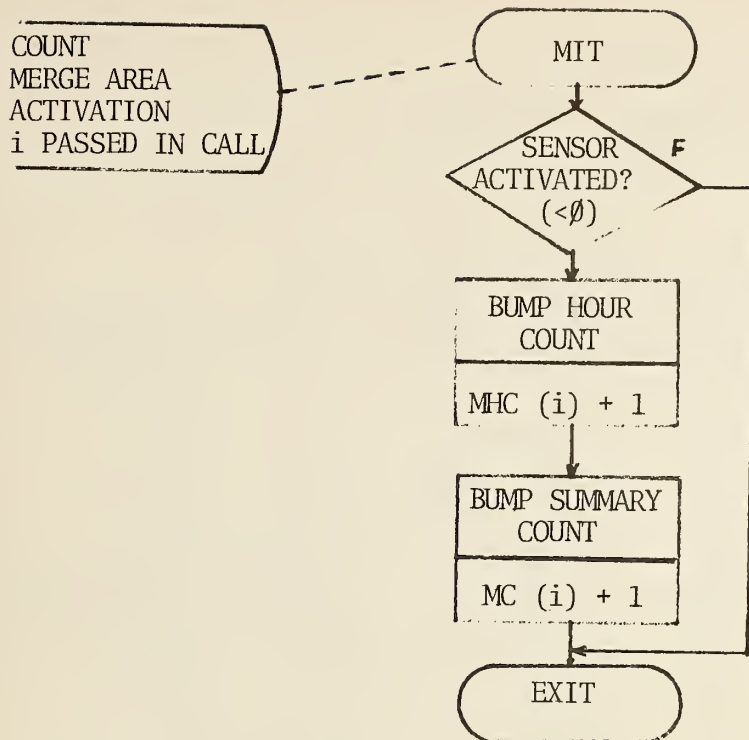 COUNT
MERGE AREA
ACTIVATION
i PASSED IN CALL
MIT
SENSOR
ACTIVATED?
(<Ø)
F
BUMP HOUR
COUNT
MHC (i) + 1
BUMP SUMMARY
COUNT
MC (i) + 1
EXIT